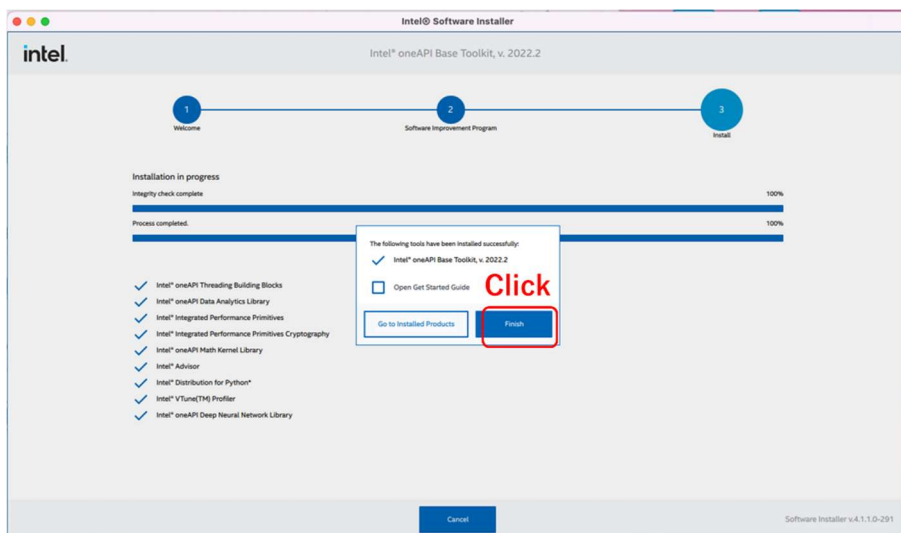 Intel® Software Installer
intel.
Intel® oneAPI Base Toolkit, v. 2022.2
1
2
3
Welcome
Software Improvement Program
Install
Installation in progress
Integrity check complete
100%
Process completed.
100%
The following tools have been installed successfully:
Intel® oneAPI Base Toolkit, v. 2022.2
Open Get Started Guide
Click
Go to Installed Products
Finish
Intel® oneAPI Threading Building Blocks
Intel® oneAPI Data Analytics Library
Intel® Integrated Performance Primitives
Intel® Integrated Performance Primitives Cryptography
Intel® oneAPI Math Kernel Library
Intel® Advisor
Intel® Distribution for Python*
Intel® VTune(TM) Profiler
Intel® oneAPI Deep Neural Network Library
Cancel
Software Installer v.4.1.1.0-291